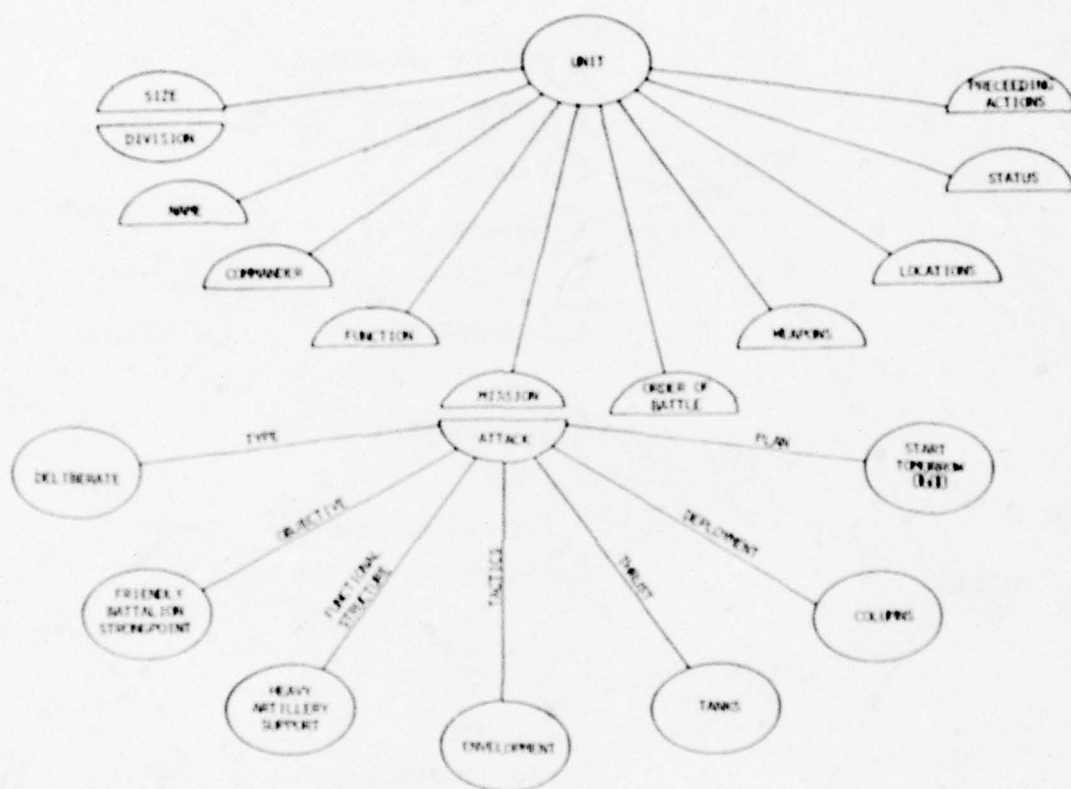 UNIT
SIZE
DIVISION
PRECEEDING
ACTIONS
NAME
STATUS
COMMANDER
LOCATIONS
FUNCTION
WEAPONS
MISSION
ORDER OF
BATTLE
ATTACK
TYPE
PLAN
DELIBERATE
START
TOMORROW
OBJECTIVE
DEPLOYMENT
FUNCTIONAL
STRUCTURE
TACTICS
THRUST
FRIENDLY
BATTALION
STRONGPOINT
COLUMNS
HEAVY
ARTILLERY
SUPPORT
TANKS
ENVELOPMENT